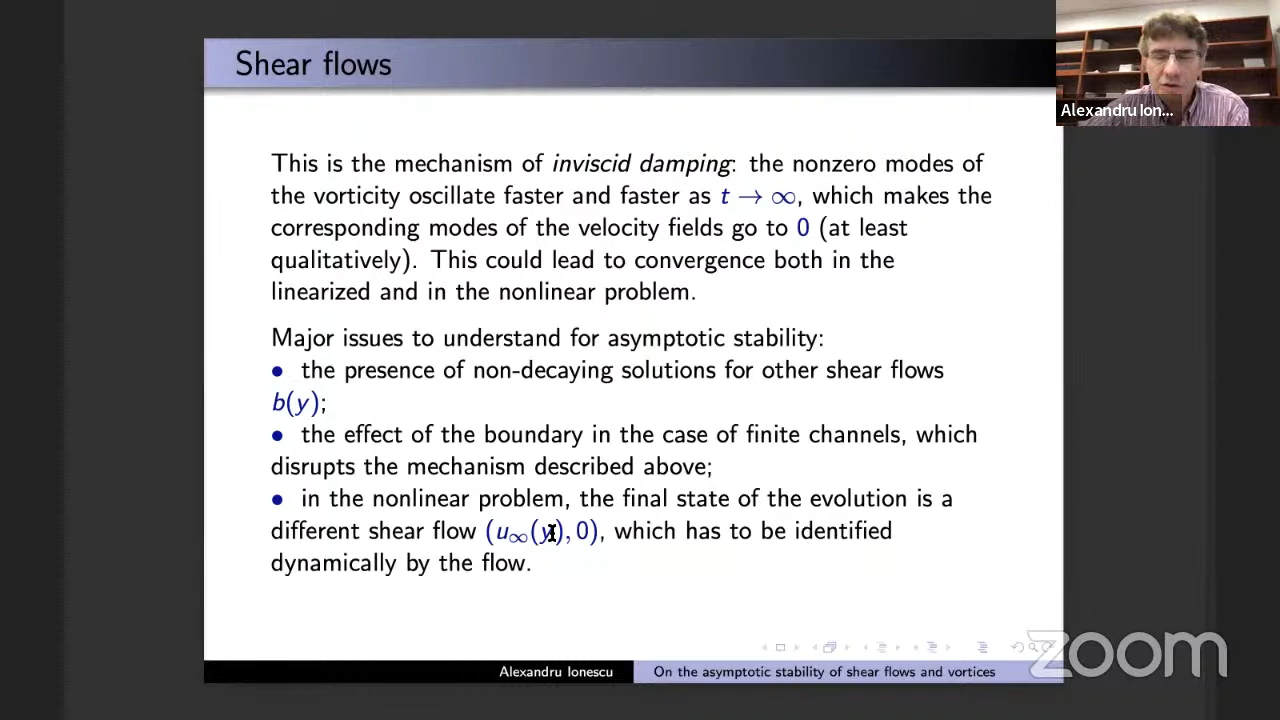 Shear flows
Alexandru Ion...
This is the mechanism of inviscid damping: the nonzero modes of
the vorticity oscillate faster and faster as t → ∞, which makes the
corresponding modes of the velocity fields go to 0 (at least
qualitatively). This could lead to convergence both in the
linearized and in the nonlinear problem.
Major issues to understand for asymptotic stability:
• the presence of non-decaying solutions for other shear flows
b(y);
• the effect of the boundary in the case of finite channels, which
disrupts the mechanism described above;
• in the nonlinear problem, the final state of the evolution is a
different shear flow (u∞(y), 0), which has to be identified
dynamically by the flow.
zoom
Alexandru Ionescu
On the asymptotic stability of shear flows and vortices